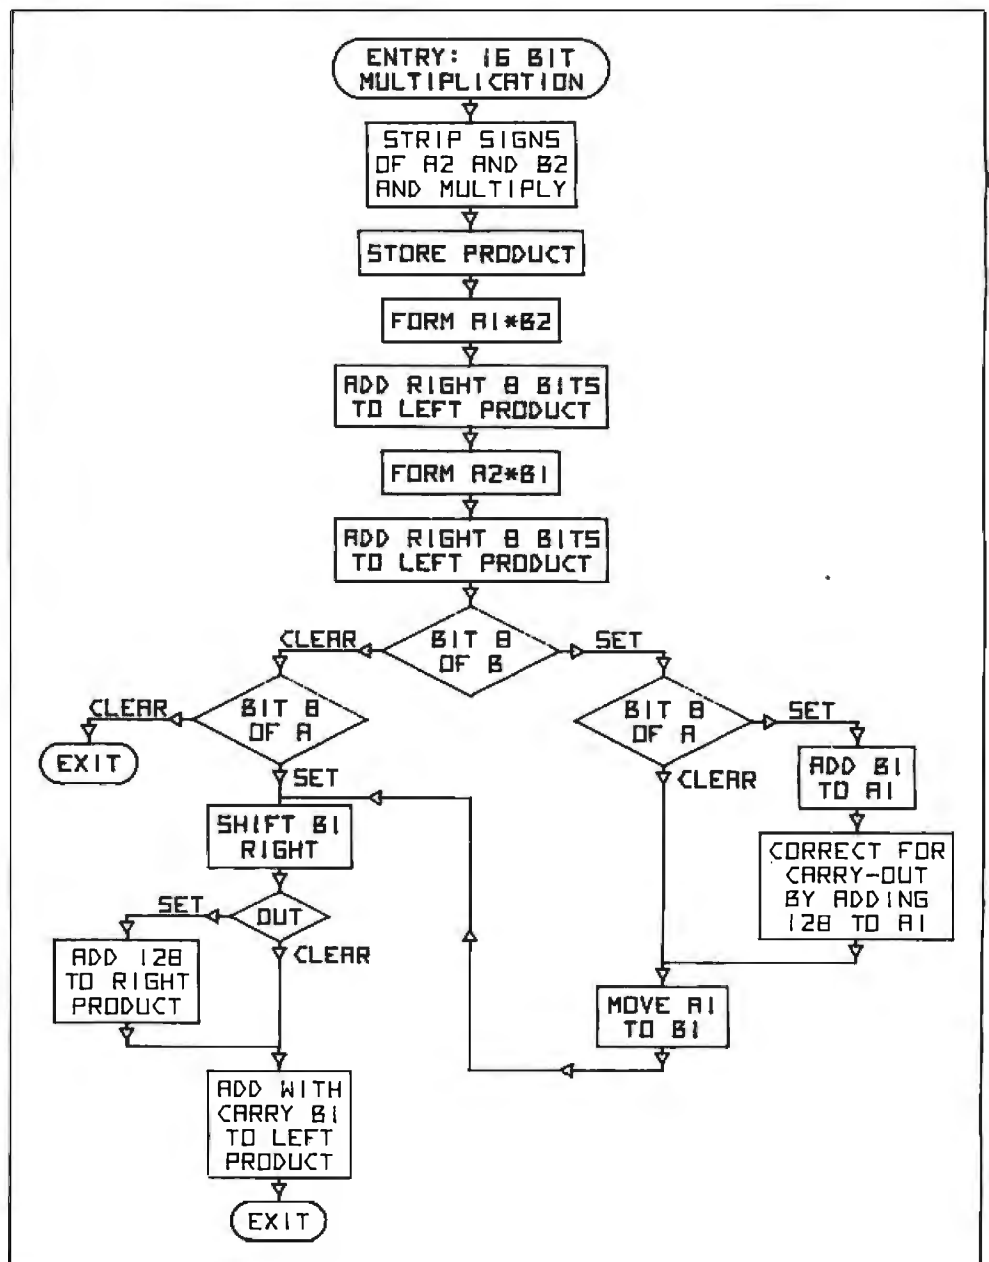 ENTRY: 16 BIT
MULTIPLICATION
STRIP SIGNS
OF A2 AND B2
AND MULTIPLY
STORE PRODUCT
FORM A1*B2
ADD RIGHT 8 BITS
TO LEFT PRODUCT
FORM A2*B1
ADD RIGHT 8 BITS
TO LEFT PRODUCT
BIT 8
OF B
CLEAR
SET
BIT 8
OF A
CLEAR
SET
EXIT
BIT 8
OF A
SET
CLEAR
ADD B1
TO A1
CORRECT FOR
CARRY-OUT
BY ADDING
128 TO A1
SHIFT B1
RIGHT
OUT
SET
CLEAR
ADD 128
TO RIGHT
PRODUCT
MOVE A1
TO B1
ADD WITH
CARRY B1
TO LEFT
PRODUCT
EXIT